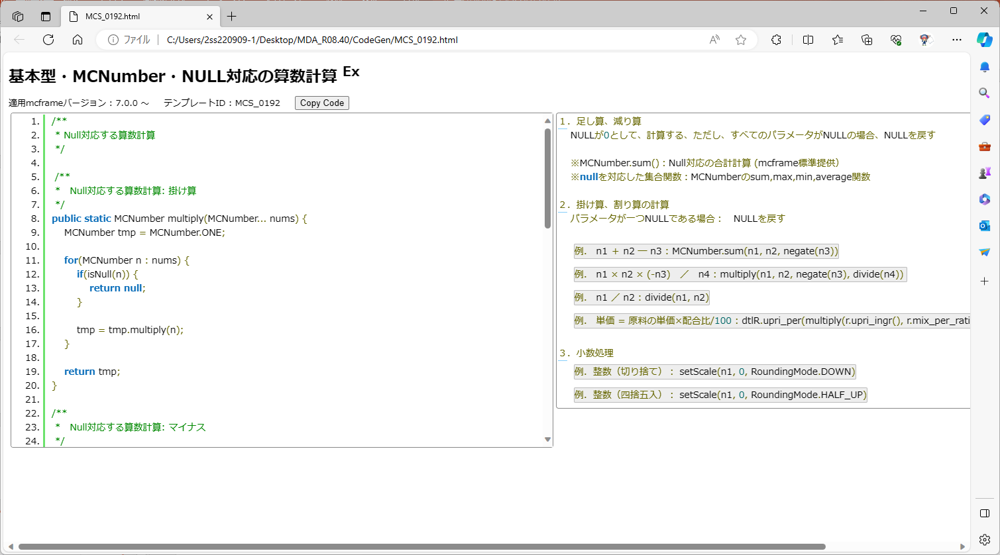 MCS_0192.html
ファイル
C:/Users/2ss220909-1/Desktop/MDA_R08.40/CodeGen/MCS_0192.html
基本型・MCNumber・NULL対応の算数計算 Ex
適用mcframeバージョン：7.0.0 ～ テンプレートID：MCS_0192 Copy Code
1. /**
2. * Null対応する算数計算
3. */
4.
5. /**
6. * Null対応する算数計算: 掛け算
7. */
8. public static MCNumber multiply(MCNumber... nums) {
9. MCNumber tmp = MCNumber.ONE;
10.
11. for(MCNumber n : nums) {
12. if(isNull(n)) {
13. return null;
14. }
15.
16. tmp = tmp.multiply(n);
17. }
18.
19. return tmp;
20. }
21.
22. /**
23. * Null対応する算数計算: マイナス
24. */
１．足し算、減り算
NULLが0として、計算する、ただし、すべてのパラメータがNULLの場合、NULLを戻す
※MCNumber.sum()：Null対応の合計計算 (mcframe標準提供)
※nullを対応した集合関数：MCNumberのsum,max,min,average関数
２．掛け算、割り算の計算
パラメータが一つNULLである場合： NULLを戻す
例． n1 + n2 — n3：MCNumber.sum(n1, n2, negate(n3))
例． n1 × n2 × (-n3) ／ n4：multiply(n1, n2, negate(n3), divide(n4))
例． n1 ／ n2：divide(n1, n2)
例． 単価 = 原料の単価×配合比/100：dtlR.upri_per(multiply(r.upri_ingr(), r.mix_per_rati
３．小数処理
例．整数（切り捨て）：setScale(n1, 0, RoundingMode.DOWN)
例．整数（四捨五入）：setScale(n1, 0, RoundingMode.HALF_UP)